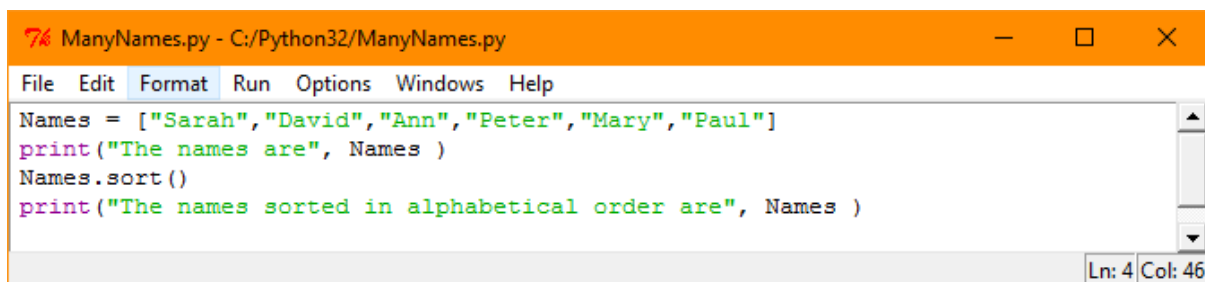 ManyNames.py - C:/Python32/ManyNames.py
File Edit Format Run Options Windows Help
Names = ["Sarah","David","Ann","Peter","Mary","Paul"]
print("The names are", Names )
Names.sort()
print("The names sorted in alphabetical order are", Names )
Ln: 4 Col: 46